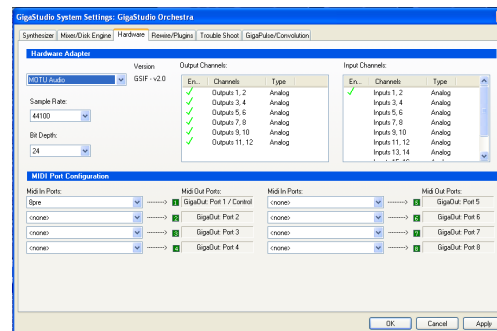 GigaStudio System Settings: GigaStudio Orchestra
Synthesizer Mixer/Disk Engine Hardware Rewire/Plugins Trouble Shoot GigaPulse/Convolution
Hardware Adapter
Version Output Channels: Input Channels:
MOTU Audio GSIF - v2.0 En... Channels Type En... Channels Type
Outputs 1, 2 Analog Inputs 1, 2 Analog
Sample Rate: Outputs 3, 4 Analog Inputs 3, 4 Analog
44100 Outputs 5, 6 Analog Inputs 5, 6 Analog
Outputs 7, 8 Analog Inputs 7, 8 Analog
Bit Depth: Outputs 9, 10 Analog Inputs 9, 10 Analog
24 Outputs 11, 12 Analog Inputs 11, 12 Analog
Inputs 13, 14 Analog
MIDI Port Configuration
Midi In Ports: Midi Out Ports: Midi In Ports: Midi Out Ports:
8pre --------> 1 GigaOut: Port 1 / Control <none> --------> 5 GigaOut: Port 5
<none> --------> 2 GigaOut: Port 2 <none> --------> 6 GigaOut: Port 6
<none> --------> 3 GigaOut: Port 3 <none> --------> 7 GigaOut: Port 7
<none> --------> 4 GigaOut: Port 4 <none> --------> 8 GigaOut: Port 8
OK Cancel Apply